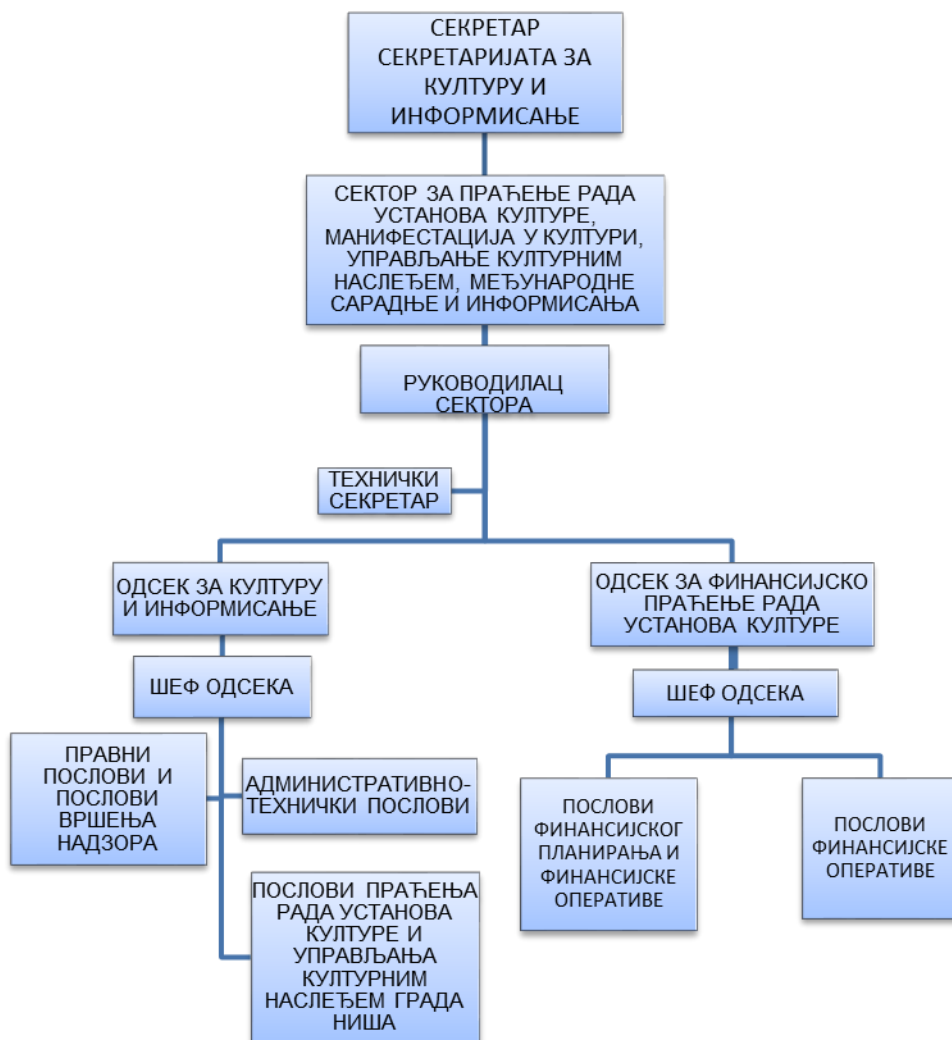 СЕКРЕТАР
СЕКРЕТАРИЈАТА ЗА
КУЛТУРУ И
ИНФОРМИСАЊЕ
СЕКТОР ЗА ПРАЋЕЊЕ РАДА
УСТАНОВА КУЛТУРЕ,
МАНИФЕСТАЦИЈА У КУЛТУРИ,
УПРАВЉАЊЕ КУЛТУРНИМ
НАСЛЕЂЕМ, МЕЂУНАРОДНЕ
САРАДЊЕ И ИНФОРМИСАЊА
РУКОВОДИЛАЦ
СЕКТОРА
ТЕХНИЧКИ
СЕКРЕТАР
ОДСЕК ЗА КУЛТУРУ
И ИНФОРМИСАЊЕ
ШЕФ ОДСЕКА
ПРАВНИ
ПОСЛОВИ И
ПОСЛОВИ
ВРШЕЊА
НАДЗОРА
АДМИНИСТРАТИВНО-
ТЕХНИЧКИ ПОСЛОВИ
ПОСЛОВИ ПРАЋЕЊА
РАДА УСТАНОВА
КУЛТУРЕ И
УПРАВЉАЊА
КУЛТУРНИМ
НАСЛЕЂЕМ ГРАДА
НИША
ОДСЕК ЗА ФИНАНСИЈСКО
ПРАЋЕЊЕ РАДА
УСТАНОВА КУЛТУРЕ
ШЕФ ОДСЕКА
ПОСЛОВИ
ФИНАНСИЈСКОГ
ПЛАНИРАЊА И
ФИНАНСИЈСКЕ
ОПЕРАТИВЕ
ПОСЛОВИ
ФИНАНСИЈСКЕ
ОПЕРАТИВЕ